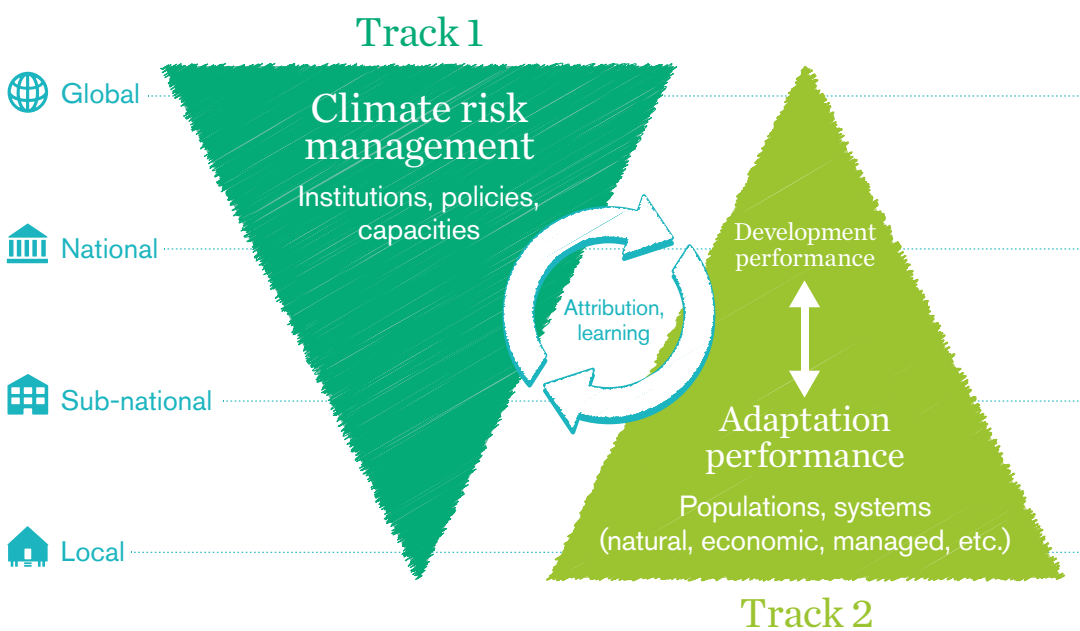 Track 1
Global
Climate risk
management
Institutions, policies,
capacities
National
Development
performance
Attribution,
learning
Sub-national
Adaptation
performance
Populations, systems
(natural, economic, managed, etc.)
Local
Track 2